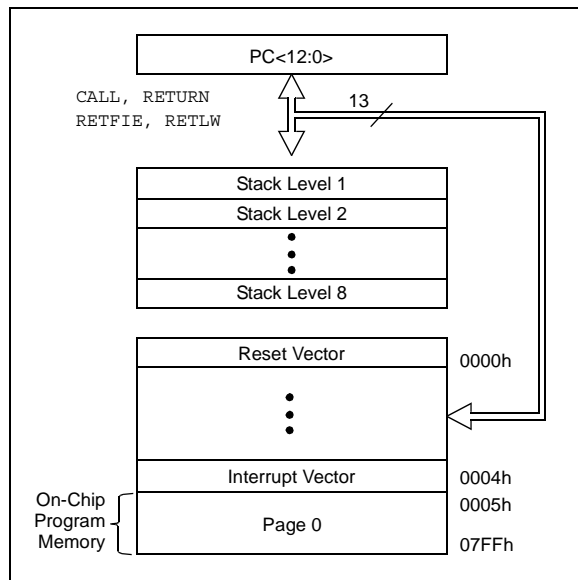 PC<12:0>
CALL, RETURN
RETFIE, RETLW
13
Stack Level 1
Stack Level 2
Stack Level 8
Reset Vector
0000h
Interrupt Vector
0004h
On-Chip
Program
Memory
Page 0
0005h
07FFh